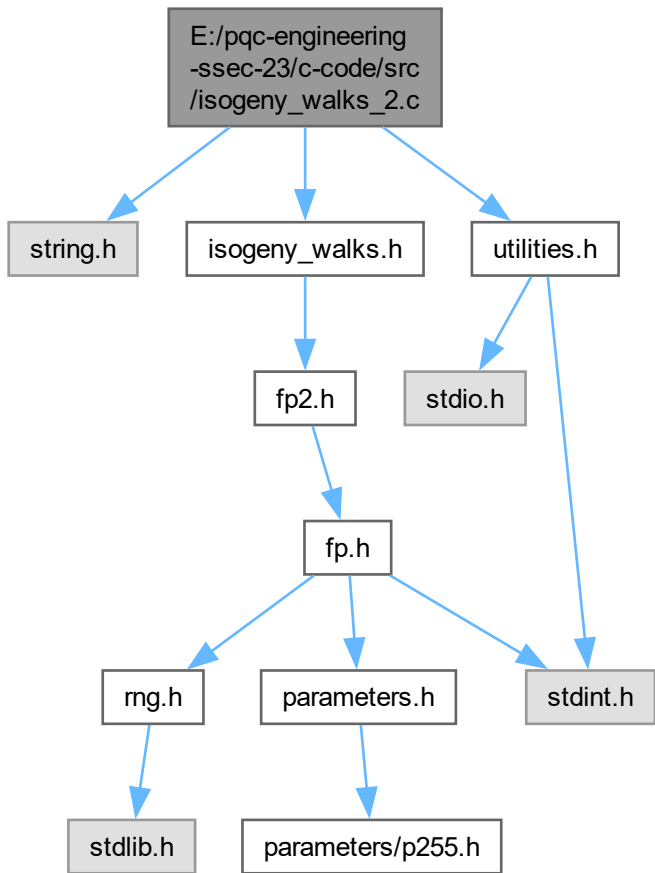 E:/pqc-engineering
-ssec-23/c-code/src
/isogeny_walks_2.c
string.h
isogeny_walks.h
utilities.h
fp2.h
stdio.h
fp.h
rng.h
parameters.h
stdint.h
stdlib.h
parameters/p255.h